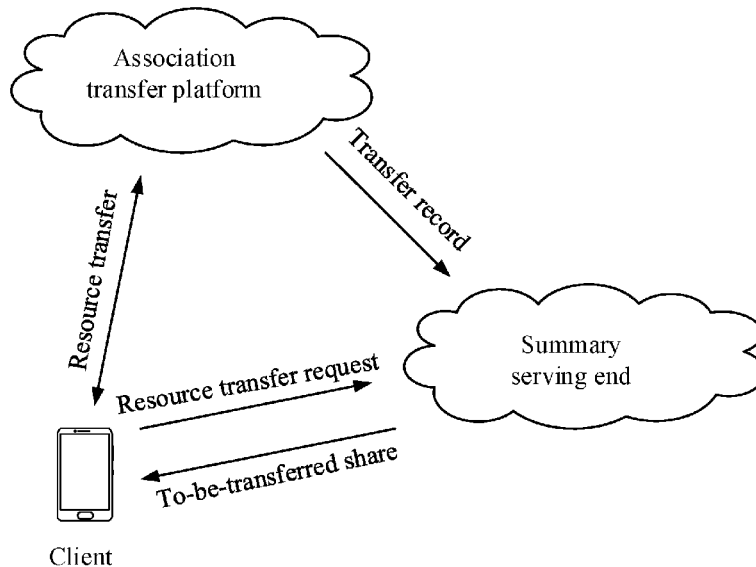 Association
transfer platform
Transfer record
Resource transfer
Summary
serving end
Resource transfer request
To-be-transferred share
Client